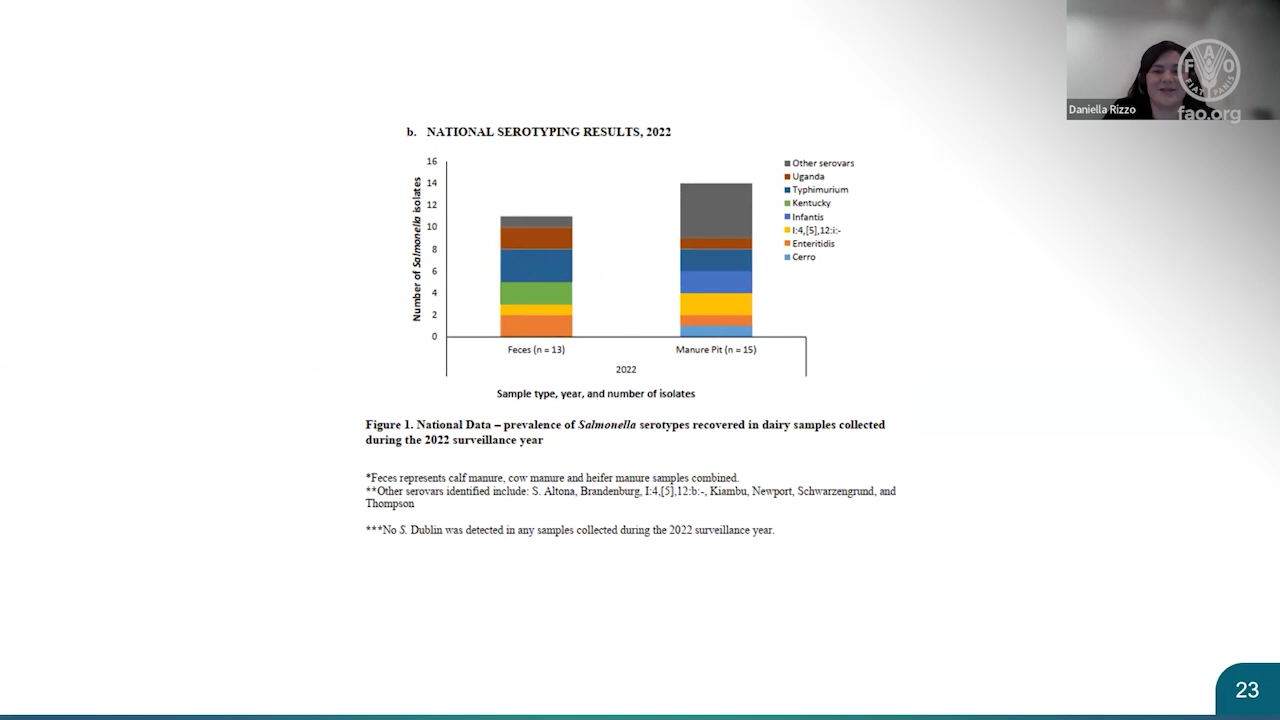 FAO
FIAT PANIS
Daniella Rizzo
fao.org
b. NATIONAL SEROTYPING RESULTS, 2022
16
14
12
10
8
6
4
2
0
Number of Salmonella isolates
Other serovars
Uganda
Typhimurium
Kentucky
Infantis
I:4,[5],12:i:-
Enteritidis
Cerro
Feces (n = 13)
Manure Pit (n = 15)
2022
Sample type, year, and number of isolates
Figure 1. National Data – prevalence of Salmonella serotypes recovered in dairy samples collected
during the 2022 surveillance year
*Feces represents calf manure, cow manure and heifer manure samples combined.
**Other serovars identified include: S. Altona, Brandenburg, I:4,[5],12:b:-, Kiambu, Newport, Schwarzengrund, and
Thompson
***No S. Dublin was detected in any samples collected during the 2022 surveillance year.
23